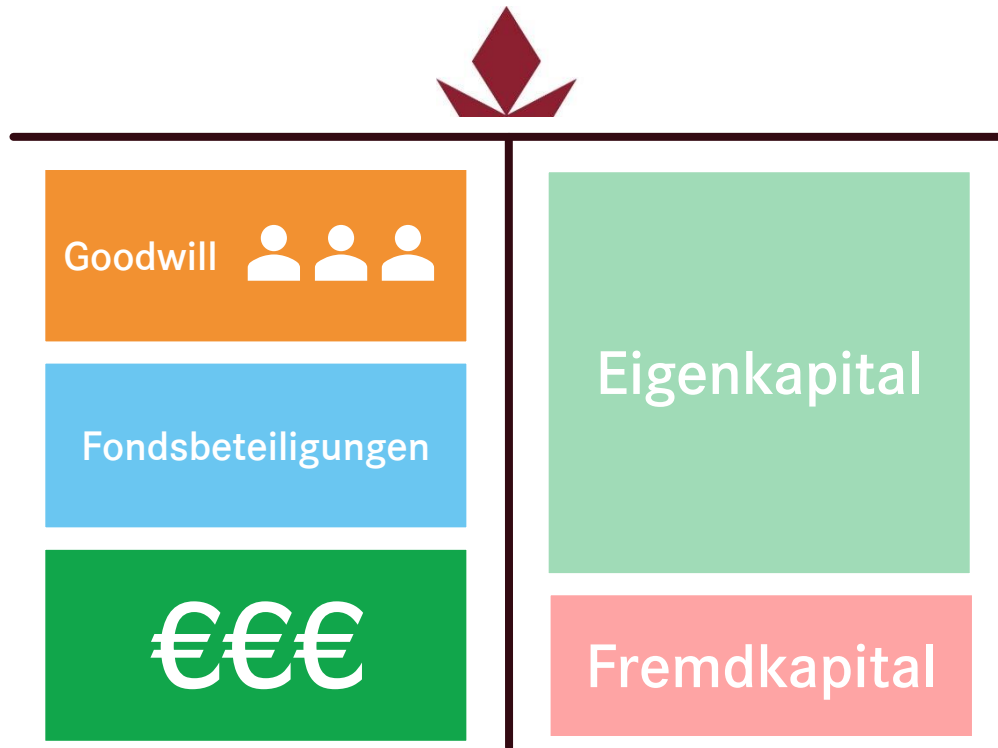 Goodwill
Fondsbeteiligungen
€€€
Eigenkapital
Fremdkapital